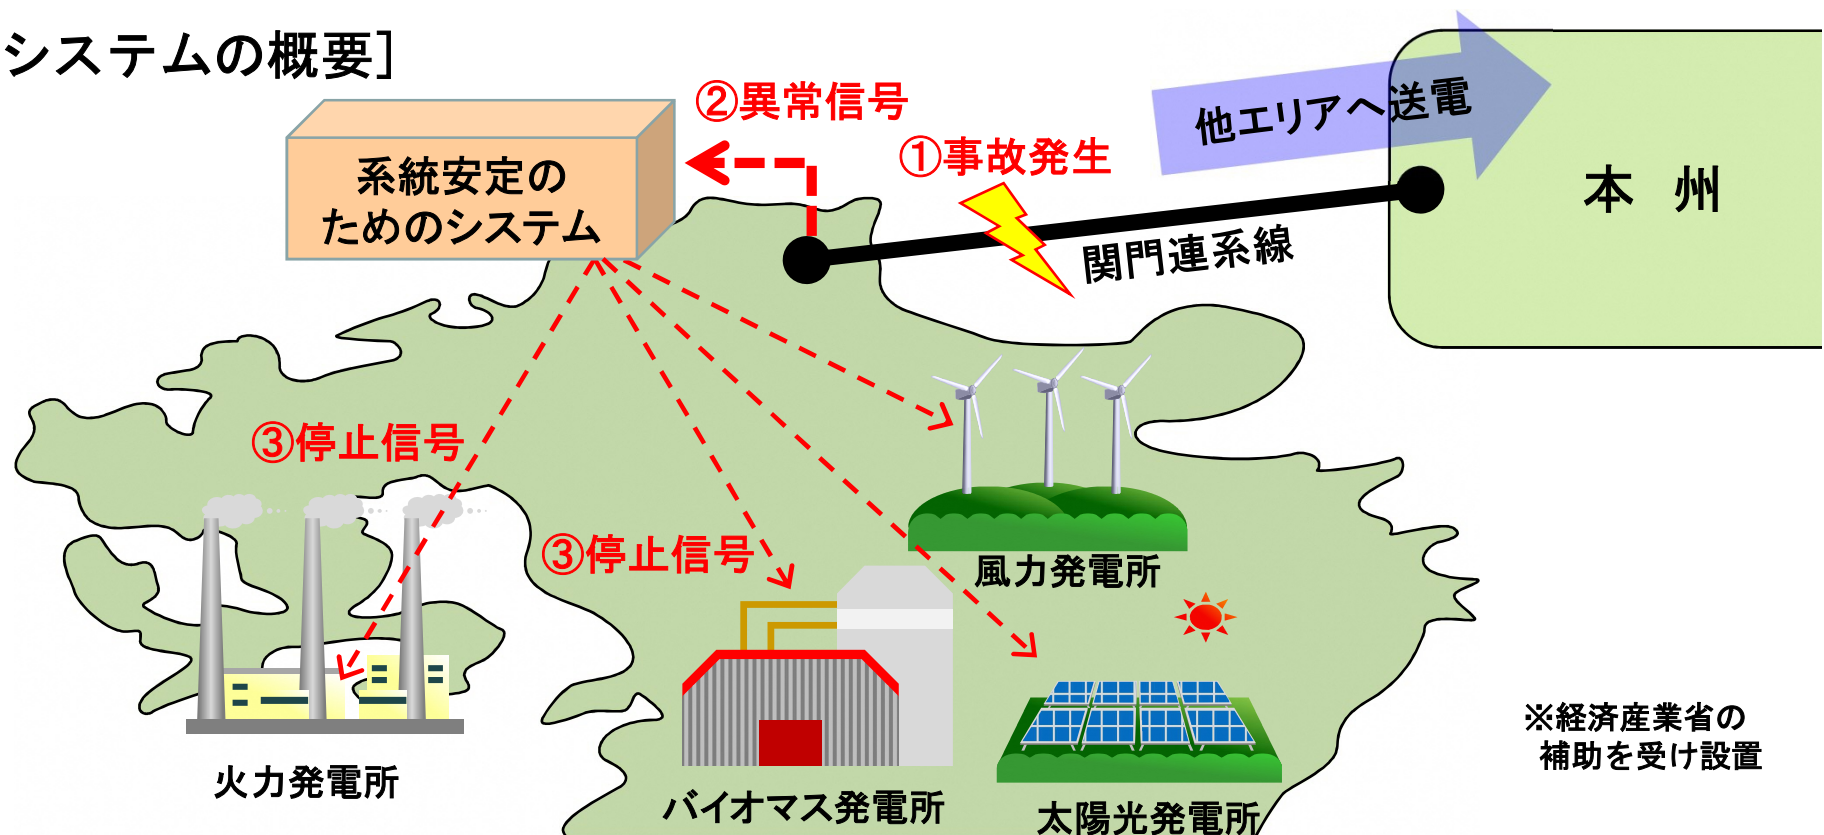 システムの概要]
②異常信号
他エリアへ送電
①事故発生
系統安定の
ためのシステム
本 州
関門連系線
③停止信号
③停止信号
風力発電所
※経済産業省の
補助を受け設置
火力発電所
バイオマス発電所
太陽光発電所